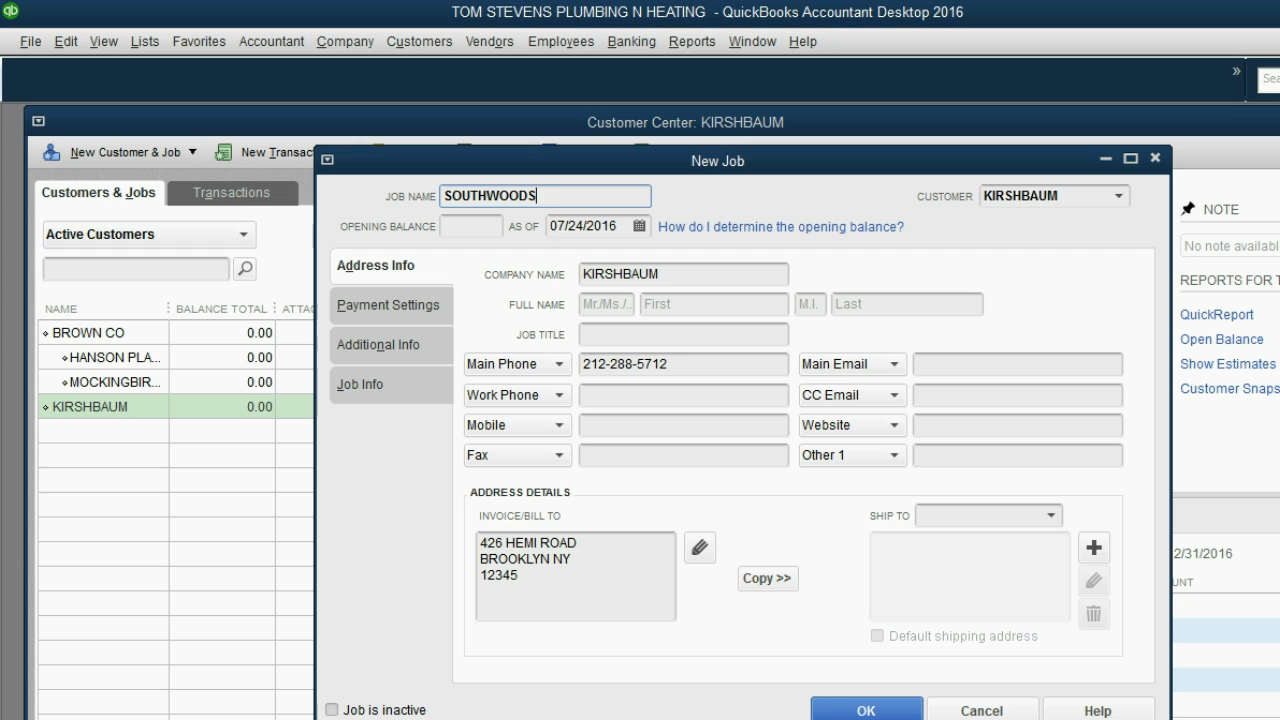 qb
TOM STEVENS PLUMBING N HEATING - QuickBooks Accountant Desktop 2016
File Edit View Lists Favorites Accountant Company Customers Vendors Employees Banking Reports Window Help
»
Sea
Customer Center: KIRSHBAUM
New Customer & Job New Transac
New Job
Customers & Jobs Transactions
JOB NAME SOUTHWOODS CUSTOMER KIRSHBAUM
NOTE
OPENING BALANCE AS OF 07/24/2016 How do I determine the opening balance?
Active Customers
No note availabl
Address Info
COMPANY NAME KIRSHBAUM
REPORTS FOR T
NAME BALANCE TOTAL ATTAC
Payment Settings
FULL NAME Mr./Ms./.. First M.I. Last
QuickReport
BROWN CO 0.00
JOB TITLE
Open Balance
Additional Info
HANSON PLA... 0.00
Main Phone 212-288-5712 Main Email
Show Estimates
MOCKINGBIR... 0.00
Job Info
Customer Snaps
Work Phone CC Email
KIRSHBAUM 0.00
Mobile Website
Fax Other 1
ADDRESS DETAILS
INVOICE/BILL TO SHIP TO
426 HEMI ROAD
BROOKLYN NY
12345
Copy >>
2/31/2016
UNT
Default shipping address
Job is inactive OK Cancel Help